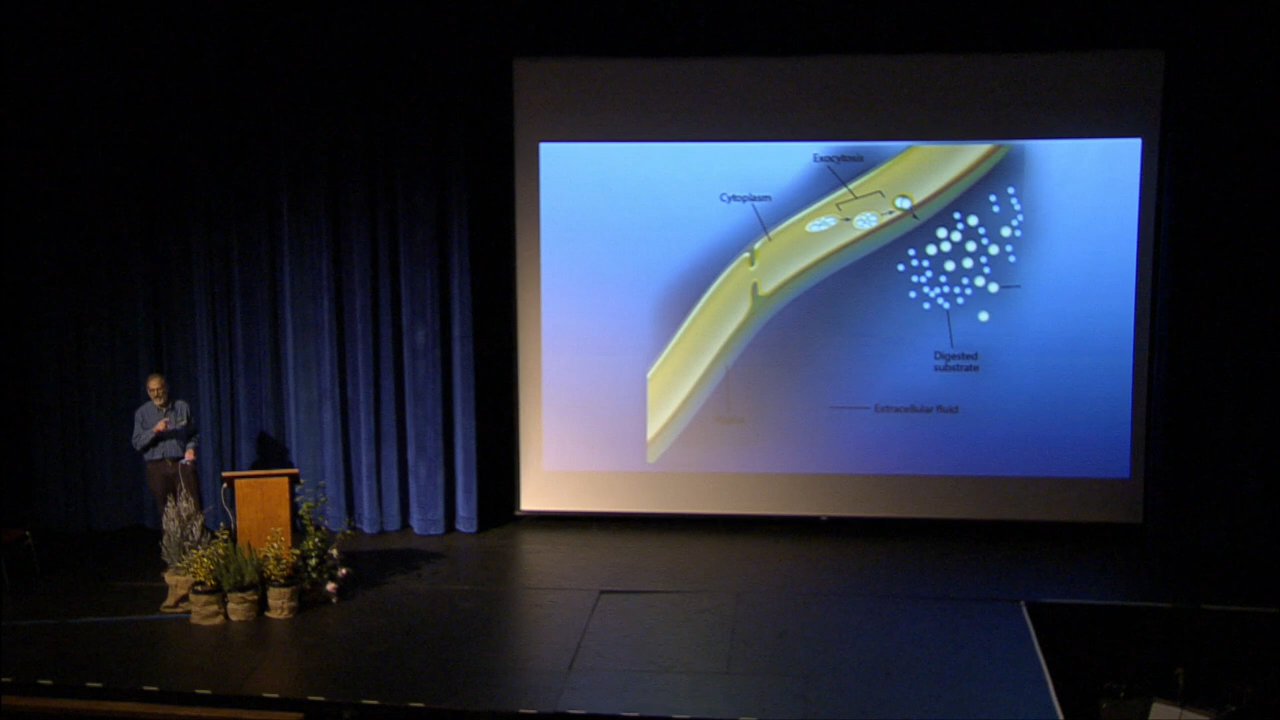 Exocytosis
Cytoplasm
Digested
substrate
Extracellular fluid